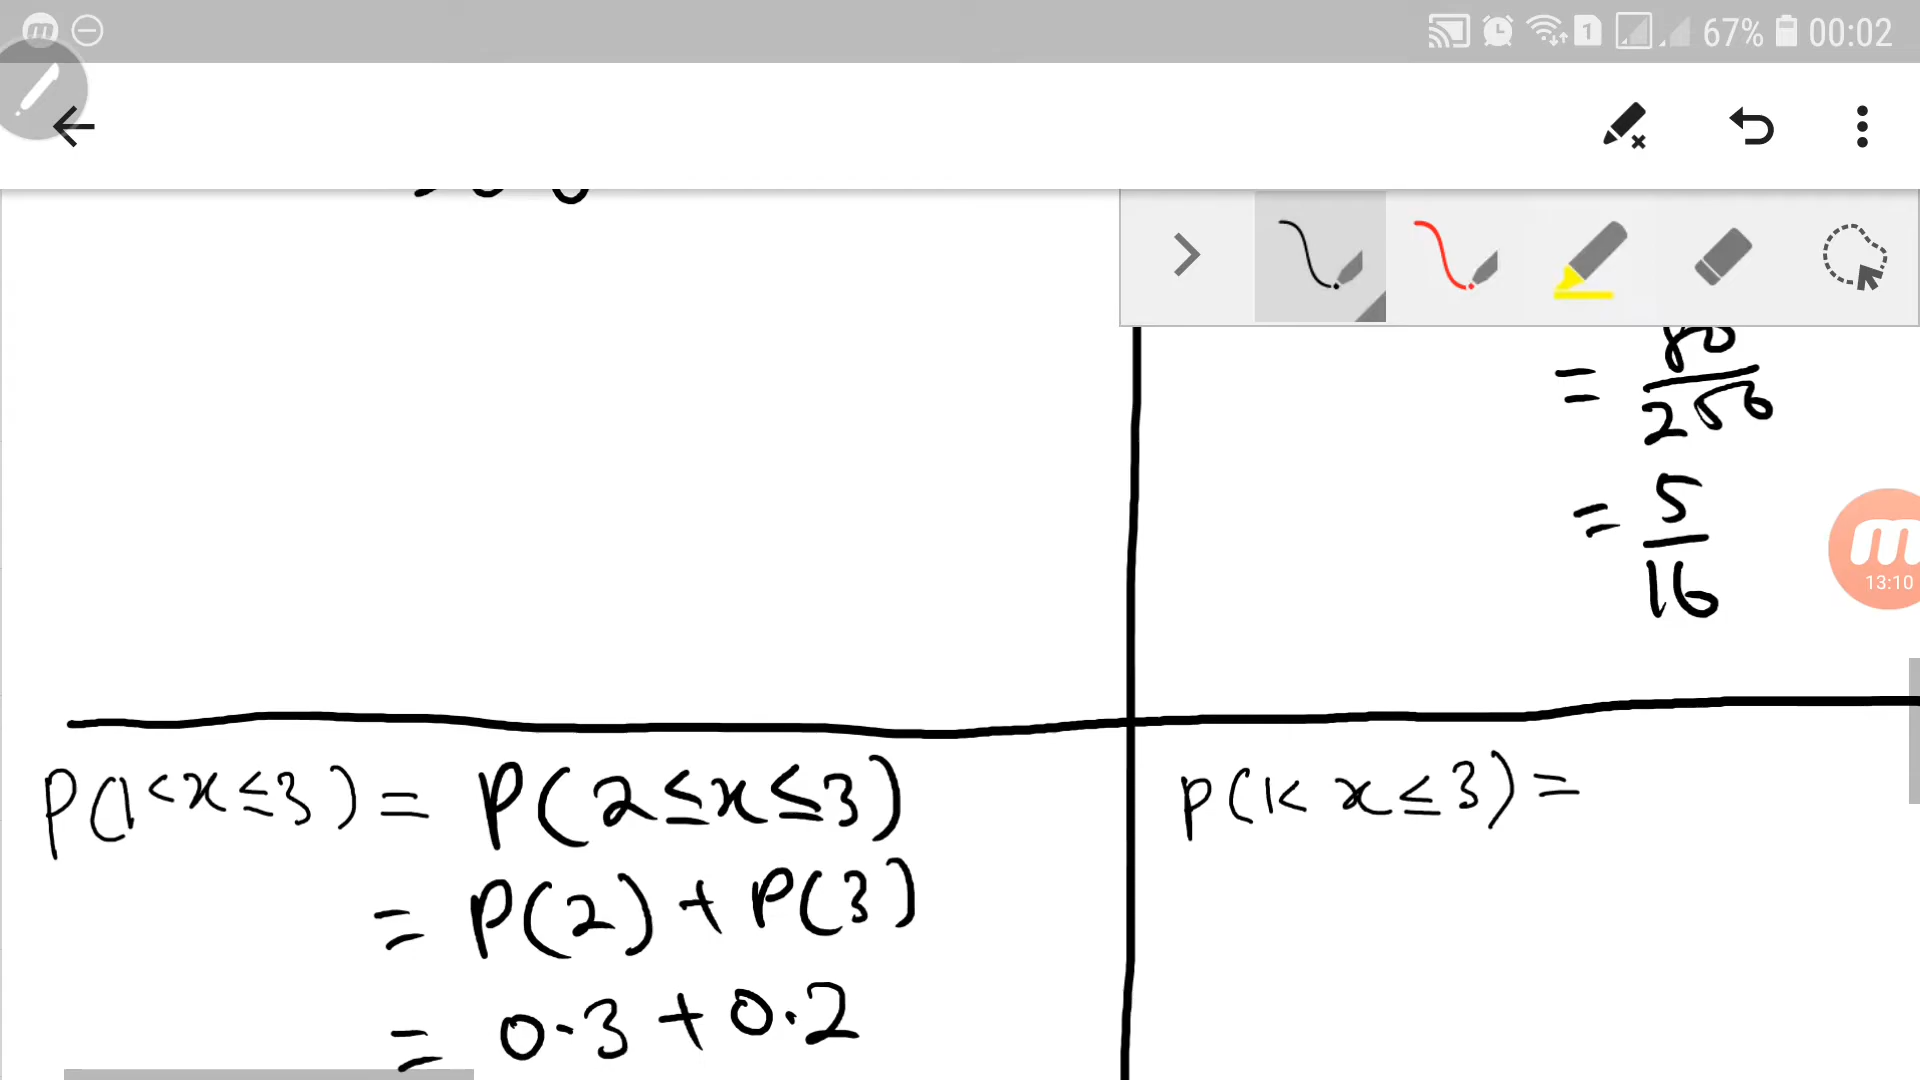 67% 00:02
= 80/256
= 5/16
13:10
P(1<x≤3) = P(2≤x≤3)
= P(2) + P(3)
= 0.3 + 0.2
P(1< x≤3) =